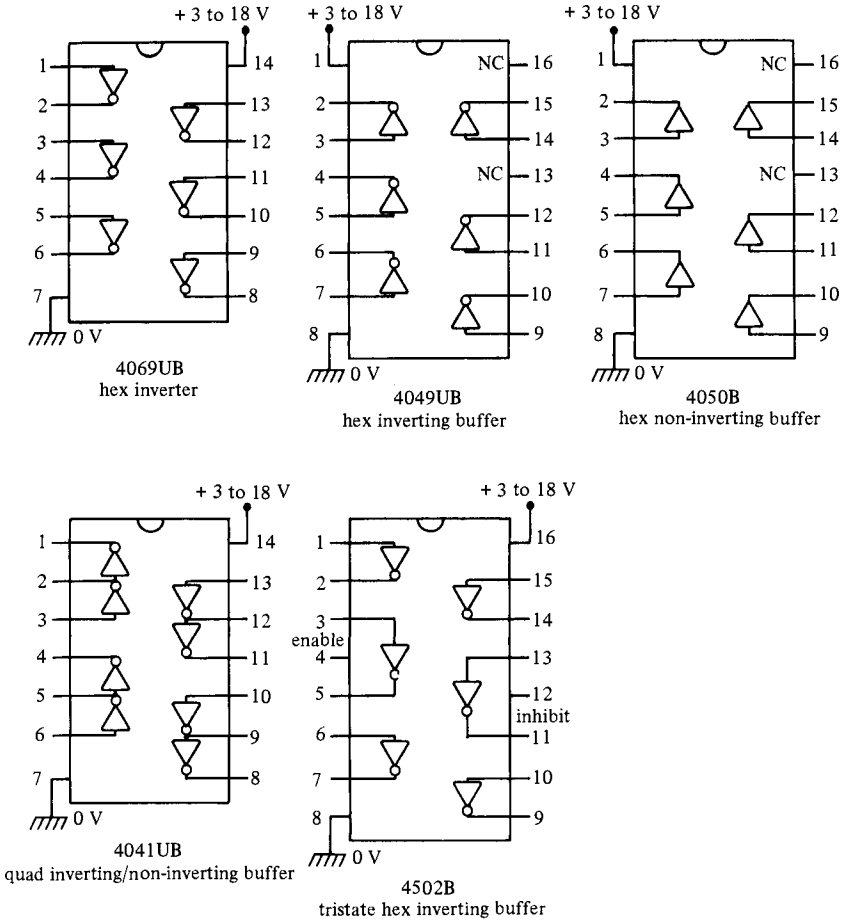 + 3 to 18 V
1
2
3
4
5
6
7
14
13
12
11
10
9
8
0 V
4069UB
hex inverter
+ 3 to 18 V
1
2
3
4
5
6
7
8
NC 16
15
14
NC 13
12
11
10
9
0 V
4049UB
hex inverting buffer
+ 3 to 18 V
1
2
3
4
5
6
7
8
NC 16
15
14
NC 13
12
11
10
9
0 V
4050B
hex non-inverting buffer
+ 3 to 18 V
1
2
3
4
5
6
7
14
13
12
11
10
9
8
0 V
4041UB
quad inverting/non-inverting buffer
+ 3 to 18 V
1
2
3
enable
4
5
6
7
8
16
15
14
13
12
inhibit
11
10
9
0 V
4502B
tristate hex inverting buffer